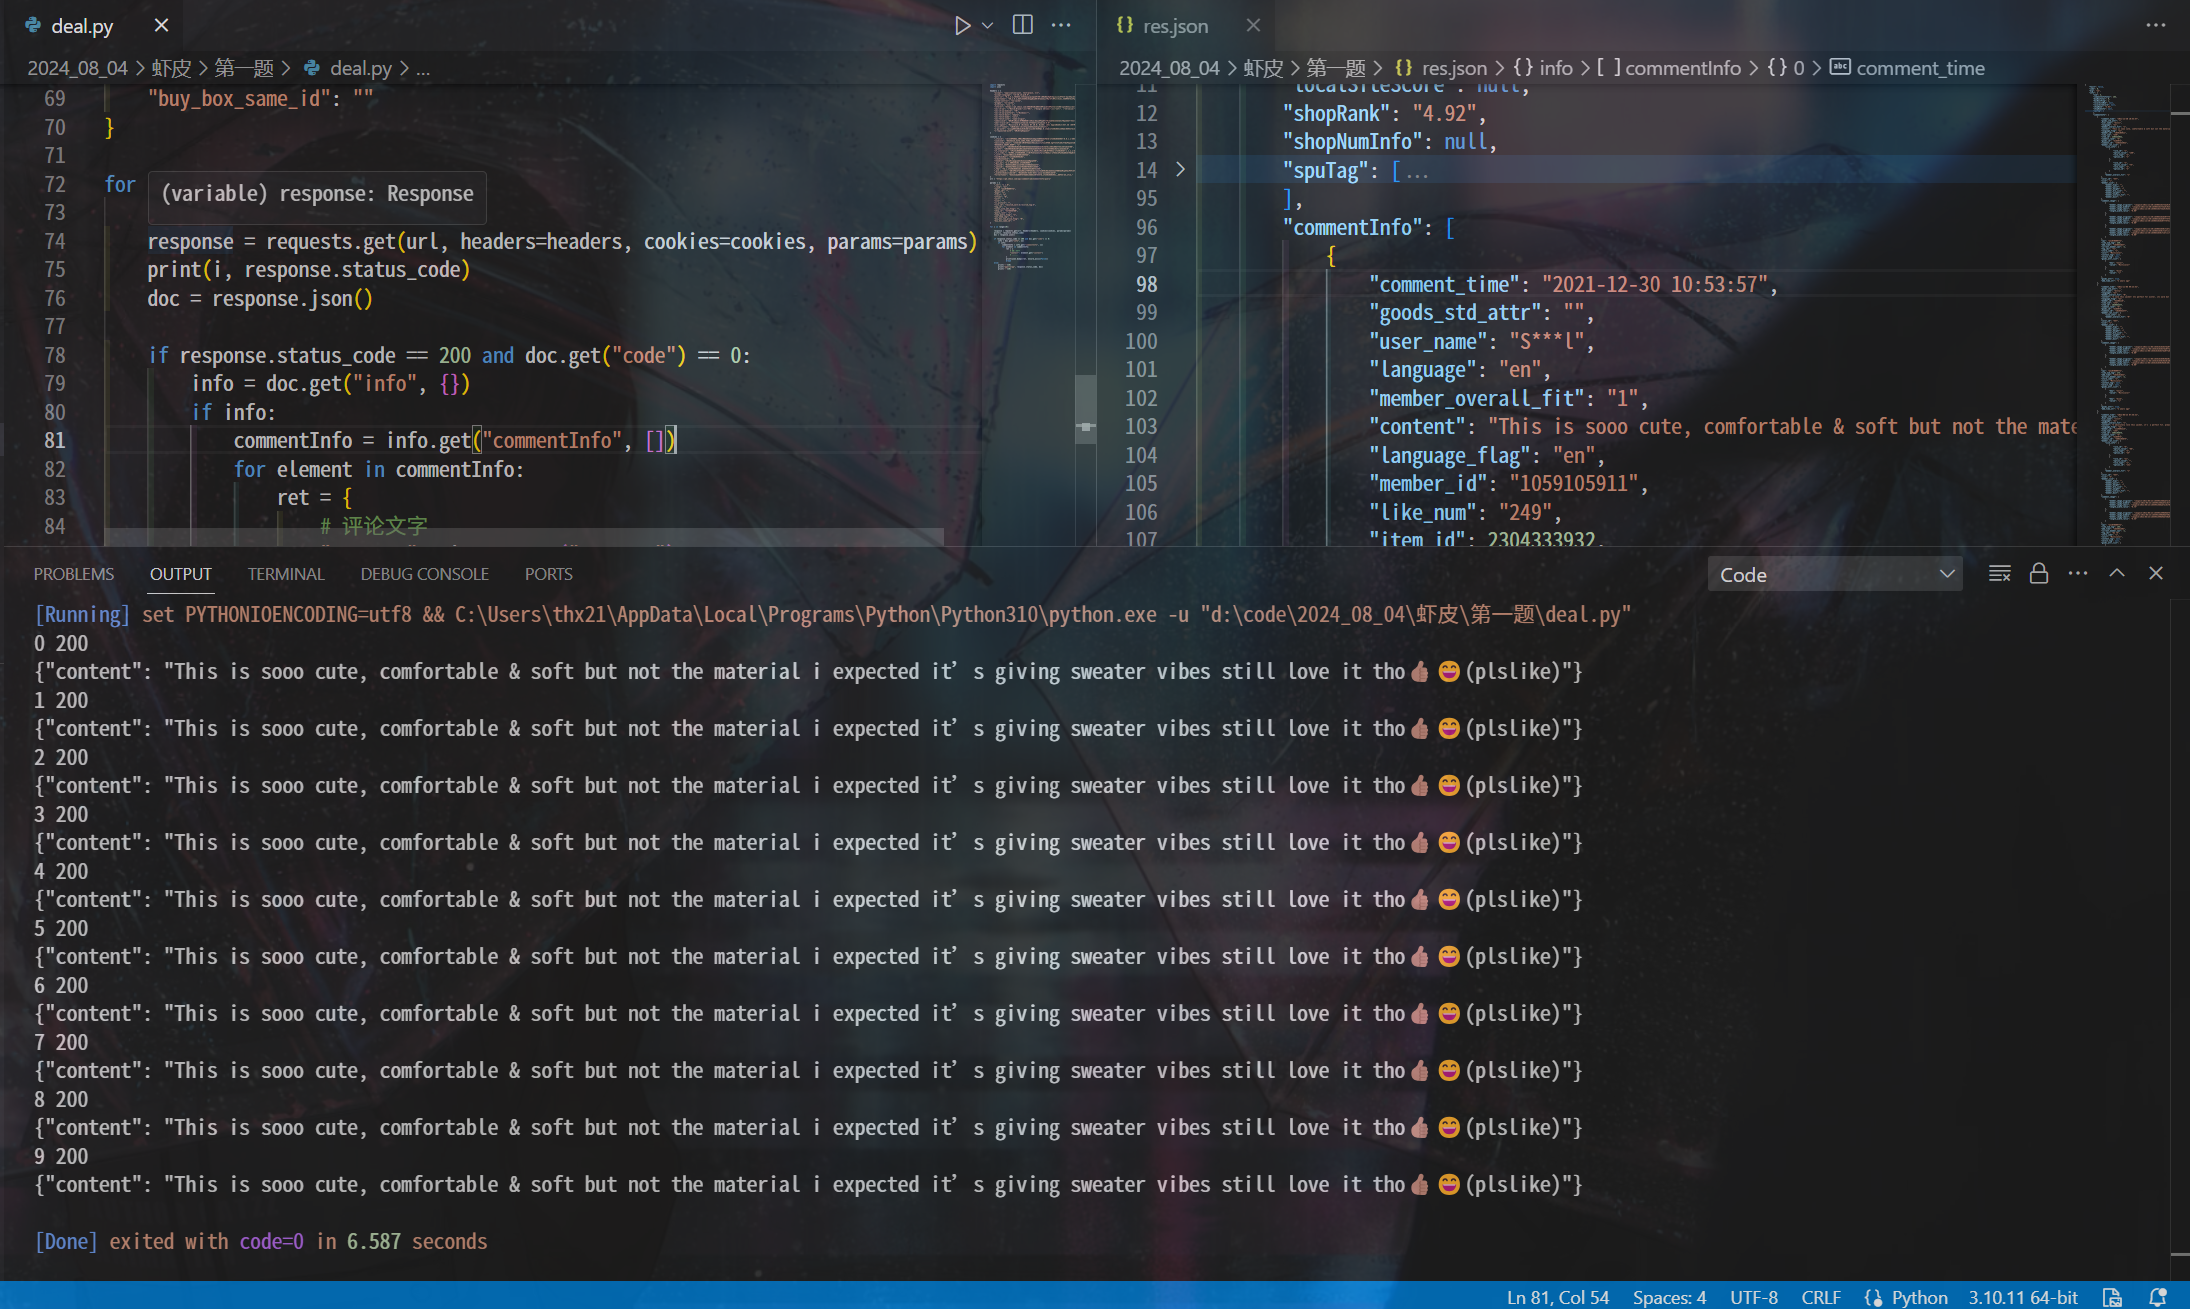 deal.py
2024_08_04 > 虾皮 > 第一题 > deal.py > ...
69 "buy_box_same_id": ""
70 }
71
72 for
(variable) response: Response
73
74 response = requests.get(url, headers=headers, cookies=cookies, params=params)
75 print(i, response.status_code)
76 doc = response.json()
77
78 if response.status_code == 200 and doc.get("code") == 0:
79 info = doc.get("info", {})
80 if info:
81 commentInfo = info.get("commentInfo", [])
82 for element in commentInfo:
83 ret = {
84 # 评论文字
res.json
2024_08_04 > 虾皮 > 第一题 > {} res.json > {} info > [ ] commentInfo > {} 0 > comment_time
11 "localSiteScore": null,
12 "shopRank": "4.92",
13 "shopNumInfo": null,
14 "spuTag": [...
95 ],
96 "commentInfo": [
97 {
98 "comment_time": "2021-12-30 10:53:57",
99 "goods_std_attr": "",
100 "user_name": "S***l",
101 "language": "en",
102 "member_overall_fit": "1",
103 "content": "This is sooo cute, comfortable & soft but not the mate
104 "language_flag": "en",
105 "member_id": "1059105911",
106 "like_num": "249",
107 "item_id": 2304333932,
PROBLEMS OUTPUT TERMINAL DEBUG CONSOLE PORTS Code
[Running] set PYTHONIOENCODING=utf8 && C:\Users\thx21\AppData\Local\Programs\Python\Python310\python.exe -u "d:\code\2024_08_04\虾皮\第一题\deal.py"
0 200
{"content": "This is sooo cute, comfortable & soft but not the material i expected it’s giving sweater vibes still love it tho👍😄(plslike)"}
1 200
{"content": "This is sooo cute, comfortable & soft but not the material i expected it’s giving sweater vibes still love it tho👍😄(plslike)"}
2 200
{"content": "This is sooo cute, comfortable & soft but not the material i expected it’s giving sweater vibes still love it tho👍😄(plslike)"}
3 200
{"content": "This is sooo cute, comfortable & soft but not the material i expected it’s giving sweater vibes still love it tho👍😄(plslike)"}
4 200
{"content": "This is sooo cute, comfortable & soft but not the material i expected it’s giving sweater vibes still love it tho👍😄(plslike)"}
5 200
{"content": "This is sooo cute, comfortable & soft but not the material i expected it’s giving sweater vibes still love it tho👍😄(plslike)"}
6 200
{"content": "This is sooo cute, comfortable & soft but not the material i expected it’s giving sweater vibes still love it tho👍😄(plslike)"}
7 200
{"content": "This is sooo cute, comfortable & soft but not the material i expected it’s giving sweater vibes still love it tho👍😄(plslike)"}
8 200
{"content": "This is sooo cute, comfortable & soft but not the material i expected it’s giving sweater vibes still love it tho👍😄(plslike)"}
9 200
{"content": "This is sooo cute, comfortable & soft but not the material i expected it’s giving sweater vibes still love it tho👍😄(plslike)"}
[Done] exited with code=0 in 6.587 seconds
Ln 81, Col 54 Spaces: 4 UTF-8 CRLF {} Python 3.10.11 64-bit